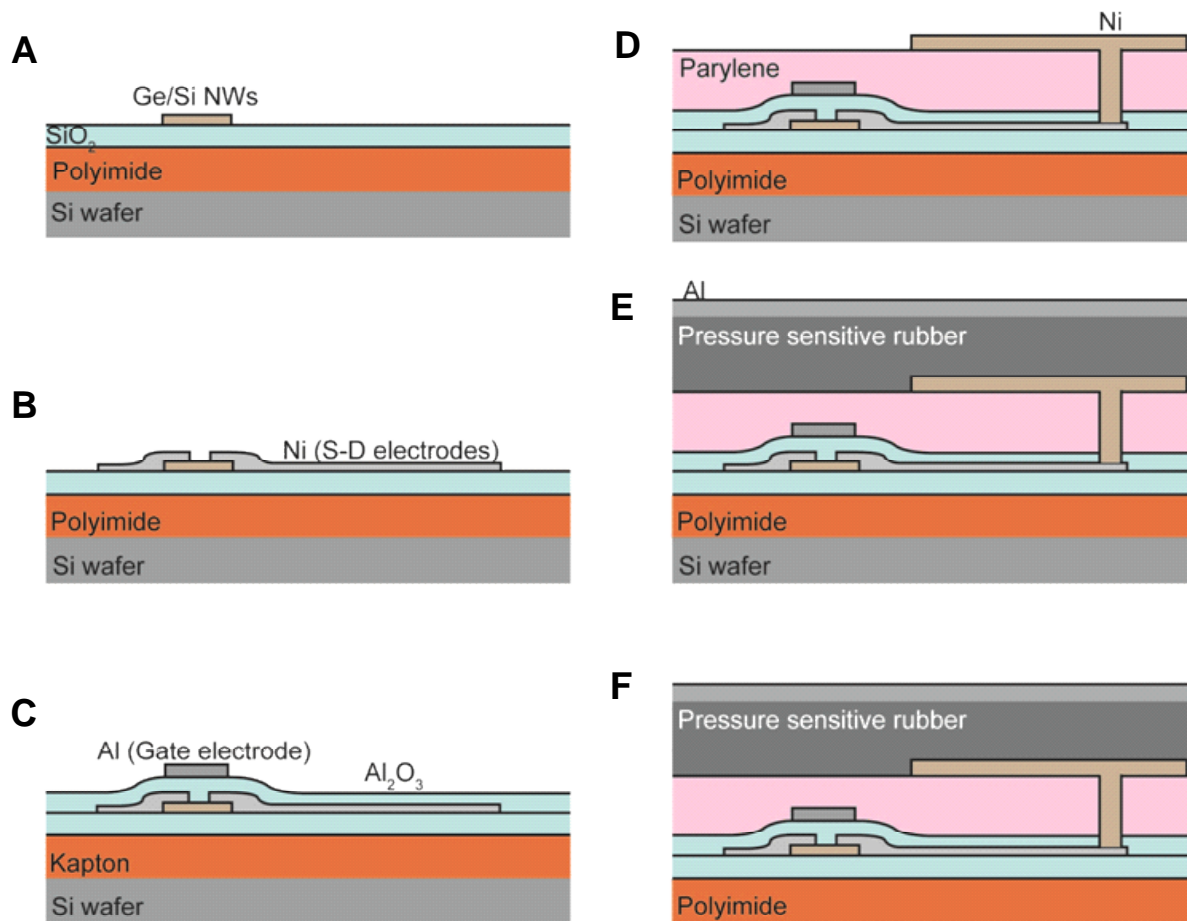 A
Ge/Si NWs
SiO₂
Polyimide
Si wafer
B
Ni (S-D electrodes)
Polyimide
Si wafer
C
Al (Gate electrode)
Al₂O₃
Kapton
Si wafer
D
Ni
Parylene
Polyimide
Si wafer
E
Al
Pressure sensitive rubber
Polyimide
Si wafer
F
Pressure sensitive rubber
Polyimide